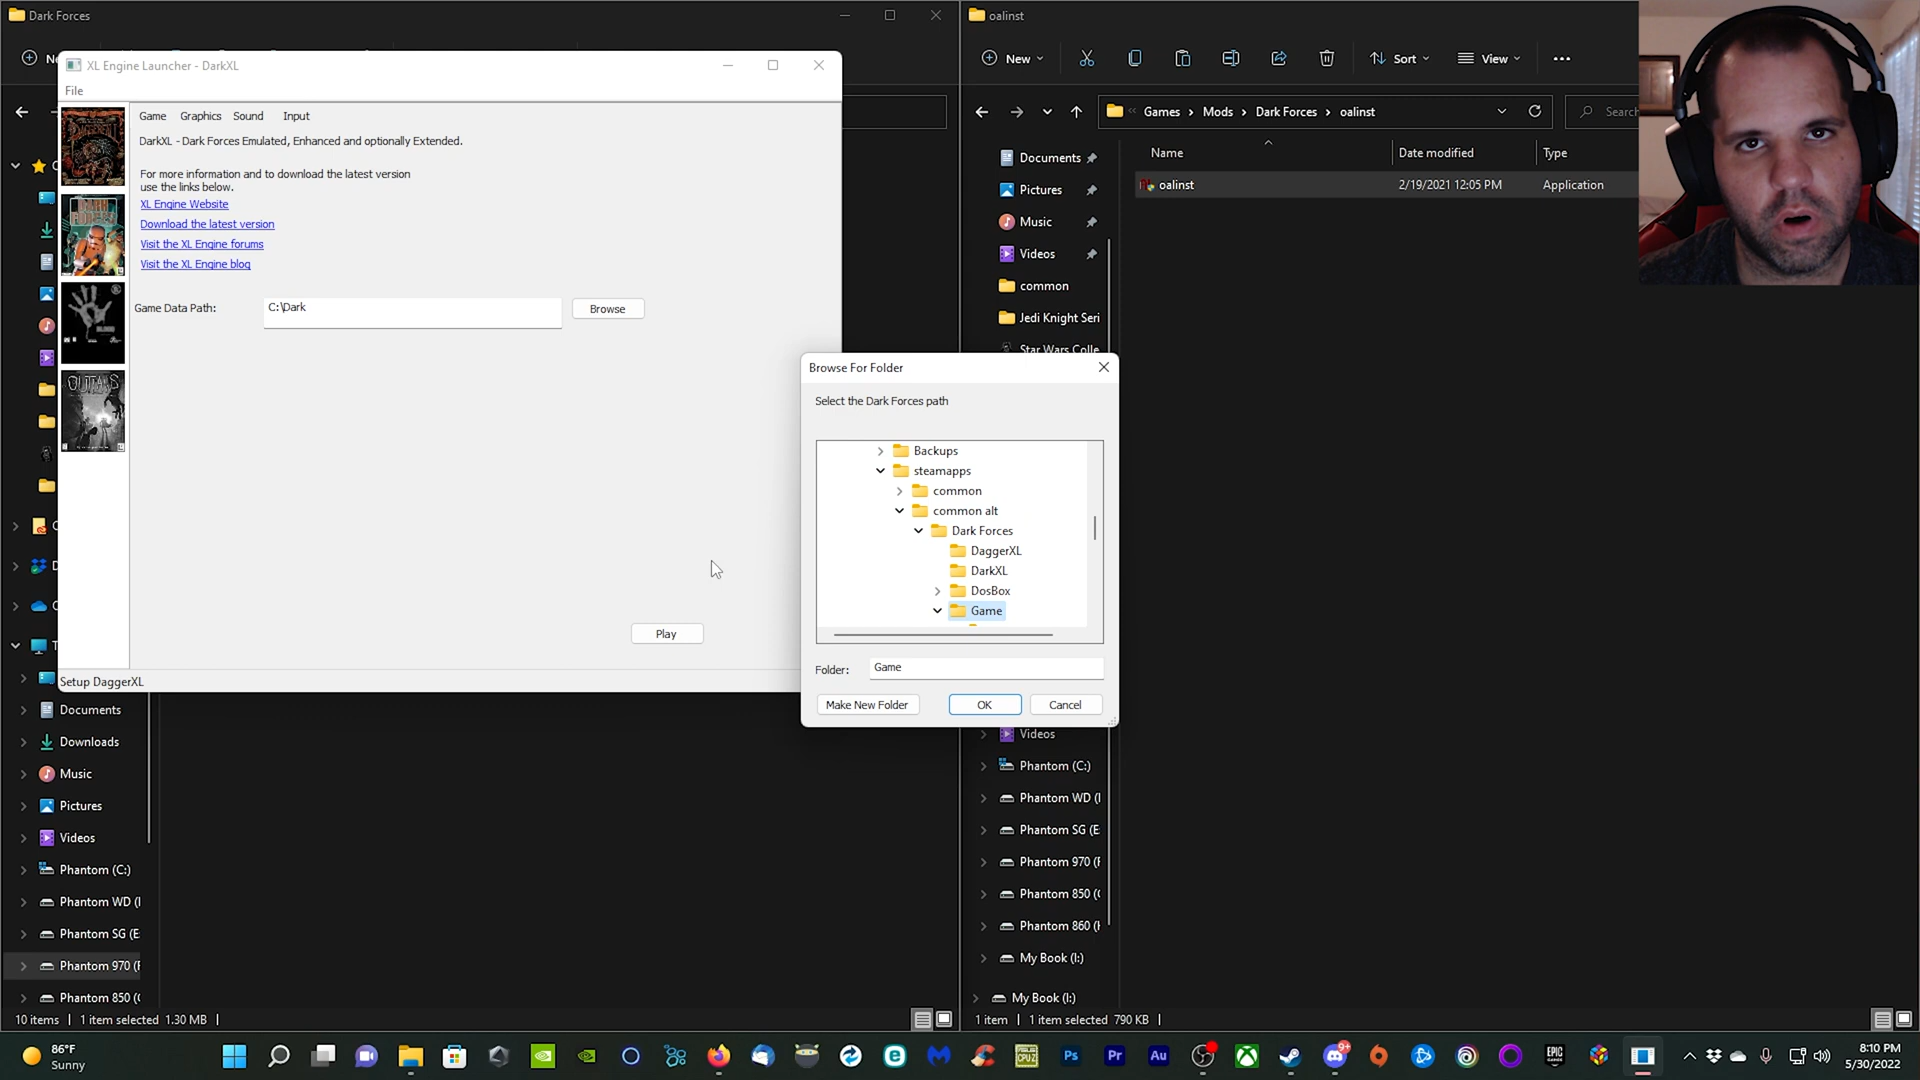 Dark Forces
oalinst
XL Engine Launcher - DarkXL
File
Game Graphics Sound Input
DarkXL - Dark Forces Emulated, Enhanced and optionally Extended.
For more information and to download the latest version
use the links below.
XL Engine Website
Download the latest version
Visit the XL Engine forums
Visit the XL Engine blog
Game Data Path:
C:\Dark
Browse
Play
Setup DaggerXL
Browse For Folder
Select the Dark Forces path
Backups
steamapps
common
common alt
Dark Forces
DaggerXL
DarkXL
DosBox
Game
Folder:
Game
Make New Folder
OK
Cancel
New
Sort
View
Games
Mods
Dark Forces
oalinst
Search
Name
Date modified
Type
oalinst
2/19/2021 12:05 PM
Application
Documents
Pictures
Music
Videos
common
Jedi Knight Seri
Star Wars Colle
Videos
Phantom (C:)
Phantom WD (
Phantom SG (E
Phantom 970 (F
Phantom 850 (
Phantom 860 (
My Book (I:)
My Book (I:)
Documents
Downloads
Music
Pictures
Videos
Phantom (C:)
Phantom WD (
Phantom SG (E
Phantom 970 (F
Phantom 850 (
10 items
1 item selected 1.30 MB
1 item
1 item selected 790 KB
86°F
Sunny
8:10 PM
5/30/2022